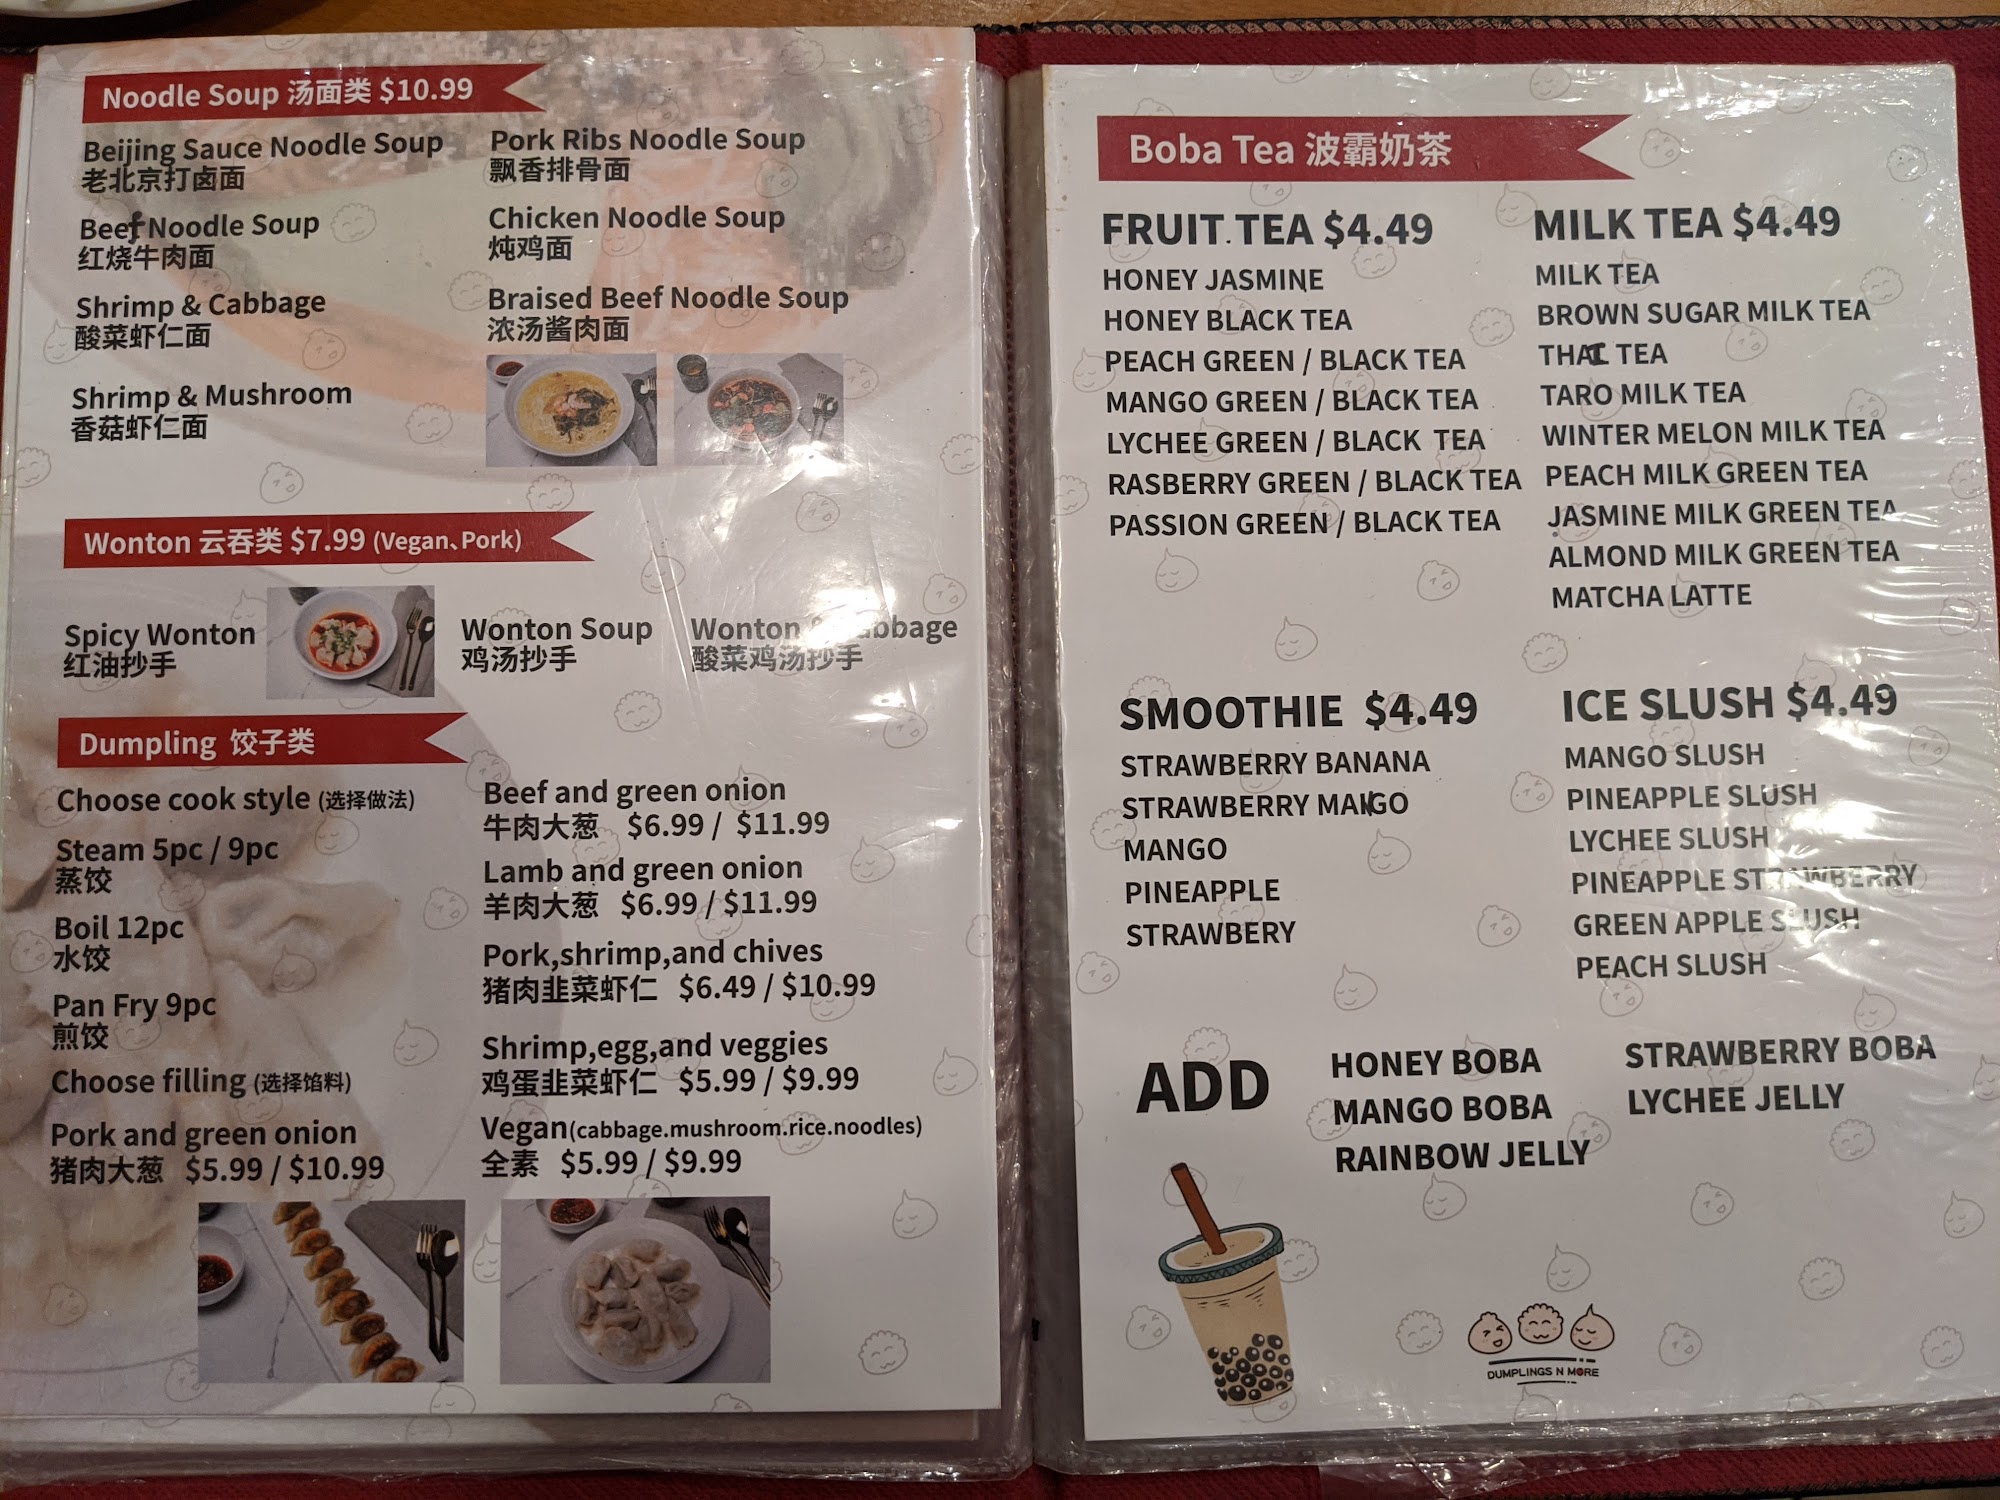 Noodle Soup 汤面类 $10.99
Beijing Sauce Noodle Soup
老北京打卤面
Beef Noodle Soup
红烧牛肉面
Shrimp & Cabbage
酸菜虾仁面
Shrimp & Mushroom
香菇虾仁面
Pork Ribs Noodle Soup
飘香排骨面
Chicken Noodle Soup
炖鸡面
Braised Beef Noodle Soup
浓汤酱肉面
Wonton 云吞类 $7.99 (Vegan、Pork)
Spicy Wonton
红油抄手
Wonton Soup
鸡汤抄手
Wonton & Cabbage
酸菜鸡汤抄手
Dumpling 饺子类
Choose cook style (选择做法)
Steam 5pc / 9pc
蒸饺
Boil 12pc
水饺
Pan Fry 9pc
煎饺
Choose filling (选择馅料)
Pork and green onion
猪肉大葱 $5.99 / $10.99
Beef and green onion
牛肉大葱 $6.99 / $11.99
Lamb and green onion
羊肉大葱 $6.99 / $11.99
Pork,shrimp,and chives
猪肉韭菜虾仁 $6.49 / $10.99
Shrimp,egg,and veggies
鸡蛋韭菜虾仁 $5.99 / $9.99
Vegan(cabbage.mushroom.rice.noodles)
全素 $5.99 / $9.99
Boba Tea 波霸奶茶
FRUIT TEA $4.49
HONEY JASMINE
HONEY BLACK TEA
PEACH GREEN / BLACK TEA
MANGO GREEN / BLACK TEA
LYCHEE GREEN / BLACK TEA
RASBERRY GREEN / BLACK TEA
PASSION GREEN / BLACK TEA
MILK TEA $4.49
MILK TEA
BROWN SUGAR MILK TEA
THAI TEA
TARO MILK TEA
WINTER MELON MILK TEA
PEACH MILK GREEN TEA
JASMINE MILK GREEN TEA
ALMOND MILK GREEN TEA
MATCHA LATTE
SMOOTHIE $4.49
STRAWBERRY BANANA
STRAWBERRY MANGO
MANGO
PINEAPPLE
STRAWBERY
ICE SLUSH $4.49
MANGO SLUSH
PINEAPPLE SLUSH
LYCHEE SLUSH
PINEAPPLE STRAWBERRY
GREEN APPLE SLUSH
PEACH SLUSH
ADD
HONEY BOBA
MANGO BOBA
RAINBOW JELLY
STRAWBERRY BOBA
LYCHEE JELLY
DUMPLINGS N MORE